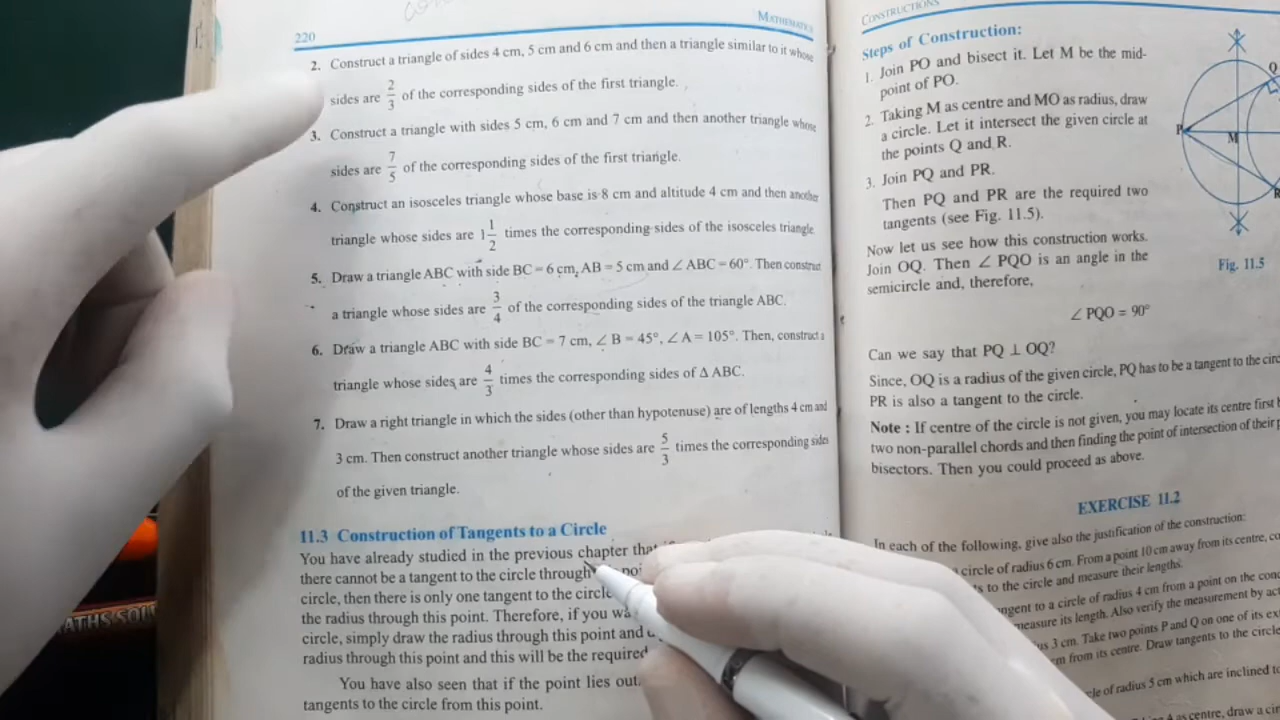 220
MATHEMATICS
2. Construct a triangle of sides 4 cm, 5 cm and 6 cm and then a triangle similar to it whose
sides are 2/3 of the corresponding sides of the first triangle.
3. Construct a triangle with sides 5 cm, 6 cm and 7 cm and then another triangle whose
sides are 7/5 of the corresponding sides of the first triangle.
4. Construct an isosceles triangle whose base is 8 cm and altitude 4 cm and then another
triangle whose sides are 1 1/2 times the corresponding sides of the isosceles triangle
5. Draw a triangle ABC with side BC = 6 cm, AB = 5 cm and ∠ ABC = 60°. Then construct
a triangle whose sides are 3/4 of the corresponding sides of the triangle ABC.
6. Draw a triangle ABC with side BC = 7 cm, ∠ B = 45°, ∠ A = 105°. Then, construct a
triangle whose sides are 4/3 times the corresponding sides of Δ ABC.
7. Draw a right triangle in which the sides (other than hypotenuse) are of lengths 4 cm and
3 cm. Then construct another triangle whose sides are 5/3 times the corresponding sides
of the given triangle.
11.3 Construction of Tangents to a Circle
You have already studied in the previous chapter that
there cannot be a tangent to the circle through
circle, then there is only one tangent to the circle
the radius through this point. Therefore, if you
circle, simply draw the radius through this point and
radius through this point and this will be the required
You have also seen that if the point lies
tangents to the circle from this point.
CONSTRUCTIONS
Steps of Construction:
1. Join PO and bisect it. Let M be the mid-
point of PO.
2. Taking M as centre and MO as radius, draw
a circle. Let it intersect the given circle at
the points Q and R.
3. Join PQ and PR.
Then PQ and PR are the required two
tangents (see Fig. 11.5).
Now let us see how this construction works.
Join OQ. Then ∠ PQO is an angle in the
semicircle and, therefore,
∠ PQO = 90°
Can we say that PQ ⊥ OQ?
Since, OQ is a radius of the given circle, PQ has to be a tangent to the
PR is also a tangent to the circle.
Note : If centre of the circle is not given, you may locate its centre first
two non-parallel chords and then finding the point of intersection of their
bisectors. Then you could proceed as above.
EXERCISE 11.2
In each of the following, give also the justification of the construction:
circle of radius 6 cm. From a point 10 cm away from its centre,
to the circle and measure their lengths.
to a circle of radius 4 cm from a point on the
measure its length. Also verify the measurement by
3 cm. Take two points P and Q on one of its
cm from its centre. Draw tangents to the circle
of radius 5 cm which are inclined
centre, draw a
P
M
Q
R
Fig. 11.5
MATHS